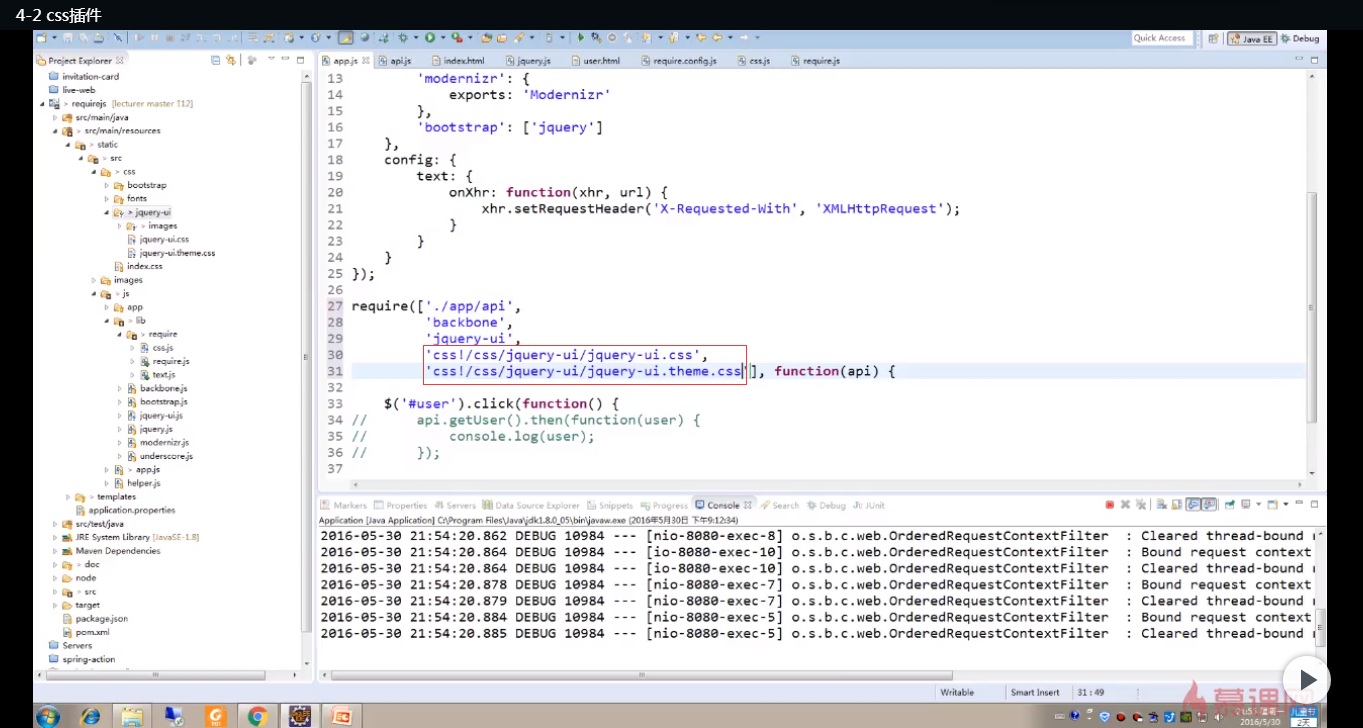 4-2 css插件
Quick Access
Java EE
Debug
Project Explorer
app.js
api.js
index.html
jquery.js
user.html
require.config.js
css.js
require.js
invitation-card
live-web
> requirejs [lecturer master ↑12]
src/main/java
> src/main/resources
> static
> src
> css
bootstrap
fonts
> jquery-ui
> images
jquery-ui.css
jquery-ui.theme.css
index.css
images
> js
app
> lib
> require
css.js
require.js
text.js
backbone.js
bootstrap.js
jquery-ui.js
jquery.js
modernizr.js
underscore.js
> app.js
helper.js
> templates
application.properties
src/test/java
JRE System Library [JavaSE-1.8]
Maven Dependencies
> doc
node
> src
target
package.json
pom.xml
Servers
spring-action
13 'modernizr': {
14 exports: 'Modernizr'
15 },
16 'bootstrap': ['jquery']
17 },
18 config: {
19 text: {
20 onXhr: function(xhr, url) {
21 xhr.setRequestHeader('X-Requested-With', 'XMLHttpRequest');
22 }
23 }
24 }
25 });
26
27 require(['./app/api',
28 'backbone',
29 'jquery-ui',
30 'css!/css/jquery-ui/jquery-ui.css',
31 'css!/css/jquery-ui/jquery-ui.theme.css'], function(api) {
32
33 $('#user').click(function() {
34 // api.getUser().then(function(user) {
35 // console.log(user);
36 // });
37
Markers
Properties
Servers
Data Source Explorer
Snippets
Progress
Console
Search
Debug
JUnit
Application [Java Application] C:\Program Files\Java\jdk1.8.0_05\bin\javaw.exe (2016年5月30日 下午9:12:34)
2016-05-30 21:54:20.862 DEBUG 10984 --- [nio-8080-exec-8] o.s.b.c.web.OrderedRequestContextFilter : Cleared thread-bound
2016-05-30 21:54:20.864 DEBUG 10984 --- [io-8080-exec-10] o.s.b.c.web.OrderedRequestContextFilter : Bound request context
2016-05-30 21:54:20.864 DEBUG 10984 --- [io-8080-exec-10] o.s.b.c.web.OrderedRequestContextFilter : Cleared thread-bound
2016-05-30 21:54:20.878 DEBUG 10984 --- [nio-8080-exec-7] o.s.b.c.web.OrderedRequestContextFilter : Bound request context
2016-05-30 21:54:20.879 DEBUG 10984 --- [nio-8080-exec-7] o.s.b.c.web.OrderedRequestContextFilter : Cleared thread-bound
2016-05-30 21:54:20.884 DEBUG 10984 --- [nio-8080-exec-5] o.s.b.c.web.OrderedRequestContextFilter : Bound request context
2016-05-30 21:54:20.885 DEBUG 10984 --- [nio-8080-exec-5] o.s.b.c.web.OrderedRequestContextFilter : Cleared thread-bound
Writable
Smart Insert
31 : 49
慕课网
2016/5/30
儿童节
2天